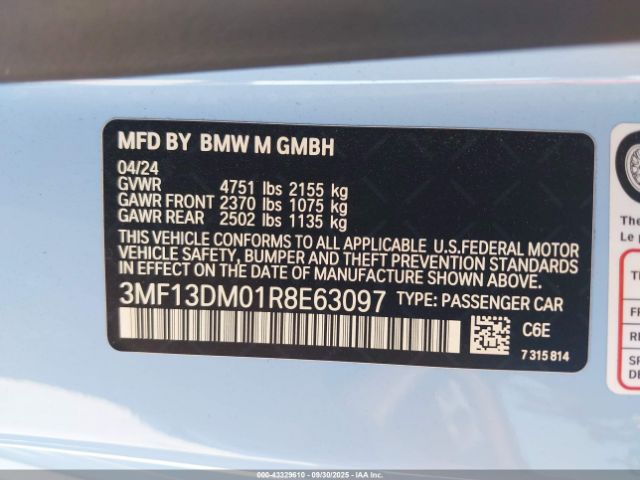 MFD BY BMW M GMBH
04/24
GVWR 4751 lbs 2155 kg
GAWR FRONT 2370 lbs 1075 kg
GAWR REAR 2502 lbs 1135 kg
THIS VEHICLE CONFORMS TO ALL APPLICABLE U.S.FEDERAL MOTOR
VEHICLE SAFETY, BUMPER AND THEFT PREVENTION STANDARDS
IN EFFECT ON THE DATE OF MANUFACTURE SHOWN ABOVE.
3MF13DM01R8E63097 TYPE: PASSENGER CAR
C6E
7 315 814
The
Le p
000-43329610 - 09/30/2025 - IAA Inc.